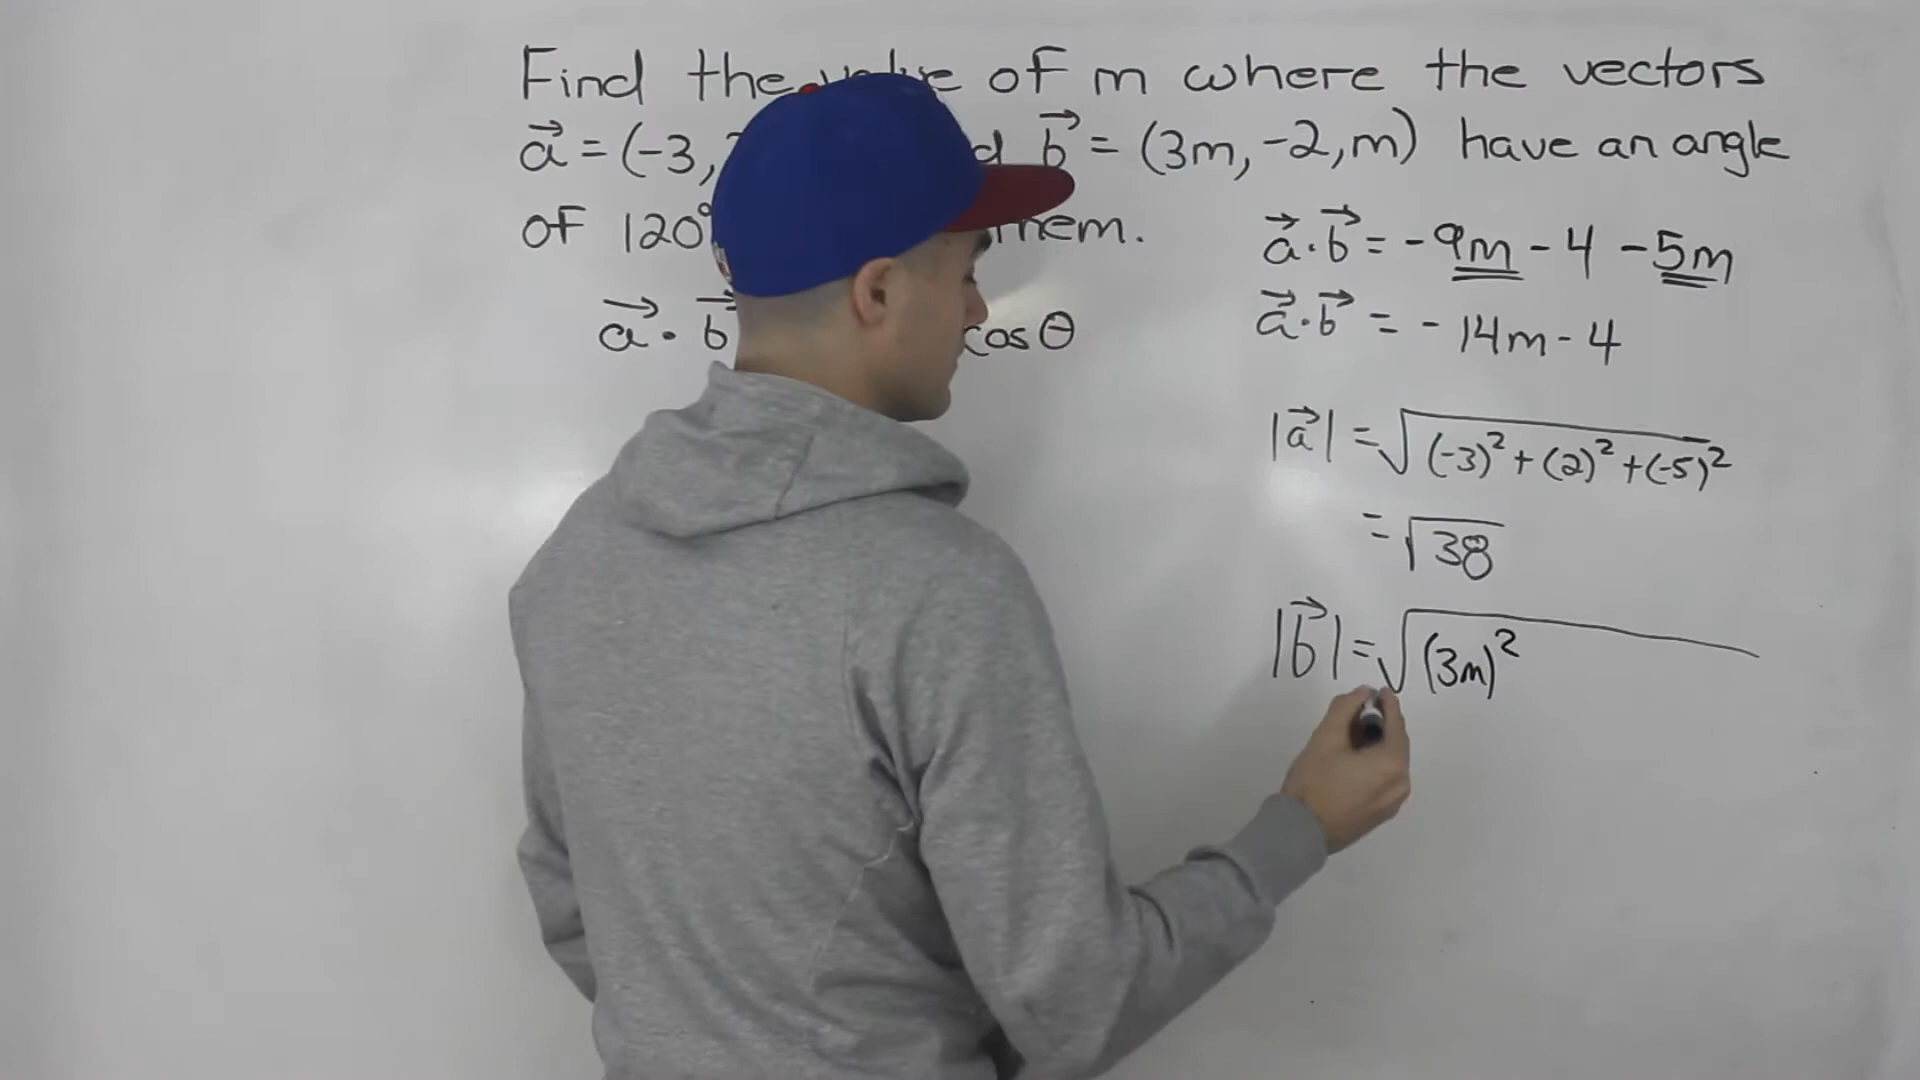 Find the of m where the vectors
a⃗ = (-3, b⃗ = (3m, -2, m) have an angle
of 120° them.
a⃗ · b⃗ cos θ
a⃗ · b⃗ = -9m - 4 - 5m
a⃗ · b⃗ = -14m - 4
|a⃗| = √((-3)² + (2)² + (-5)²)
= √38
|b⃗| = √((3m)²